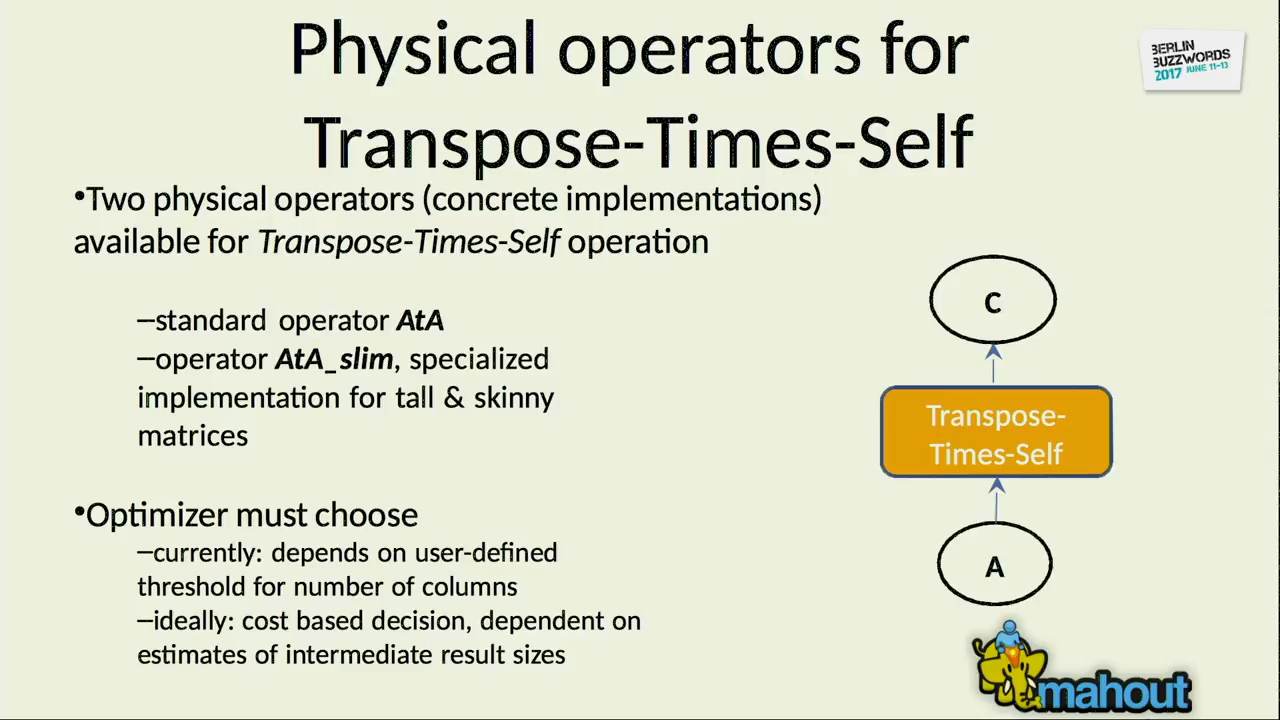 Physical operators for
Transpose-Times-Self
BERLIN
BUZZWORDS
2017 JUNE 11-13
•Two physical operators (concrete implementations)
available for Transpose-Times-Self operation
–standard operator AtA
–operator AtA_slim, specialized
implementation for tall & skinny
matrices
•Optimizer must choose
–currently: depends on user-defined
threshold for number of columns
–ideally: cost based decision, dependent on
estimates of intermediate result sizes
C
Transpose-
Times-Self
A
mahout